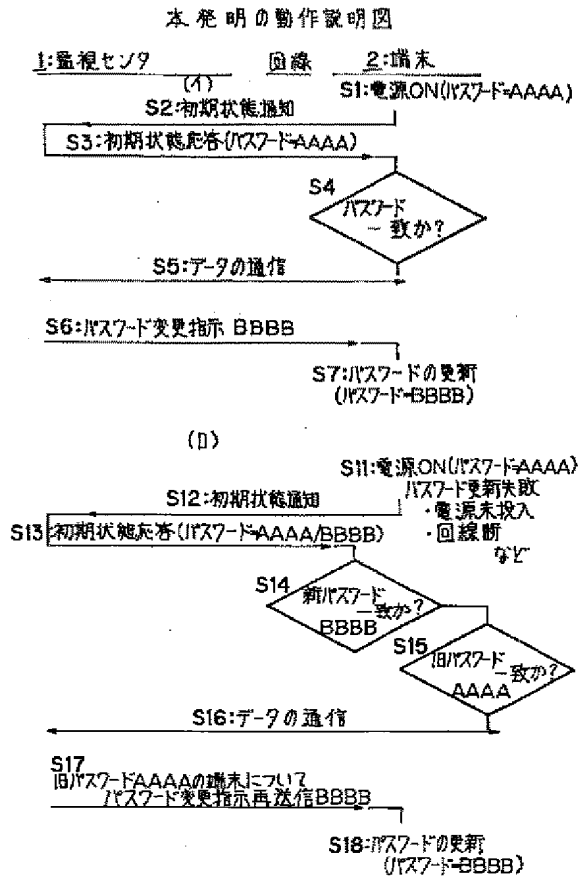 本発明の動作説明図
1:監視センタ 回線 2:端末
(イ)
S1:電源ON(パスワード=AAAA)
S2:初期状態通知
S3:初期状態応答(パスワード=AAAA)
S4
パスワード
一致か?
S5:データの通信
S6:パスワード変更指示 BBBB
S7:パスワードの更新
(パスワード=BBBB)
(ロ)
S11:電源ON(パスワード=AAAA)
パスワード更新失敗
・電源未投入
・回線断
など
S12:初期状態通知
S13:初期状態応答(パスワード=AAAA/BBBB)
S14
新パスワード
一致か?
BBBB
S15
旧パスワード
一致か?
AAAA
S16:データの通信
S17
旧パスワードAAAAの端末について
パスワード変更指示再送信BBBB
S18:パスワードの更新
(パスワード=BBBB)